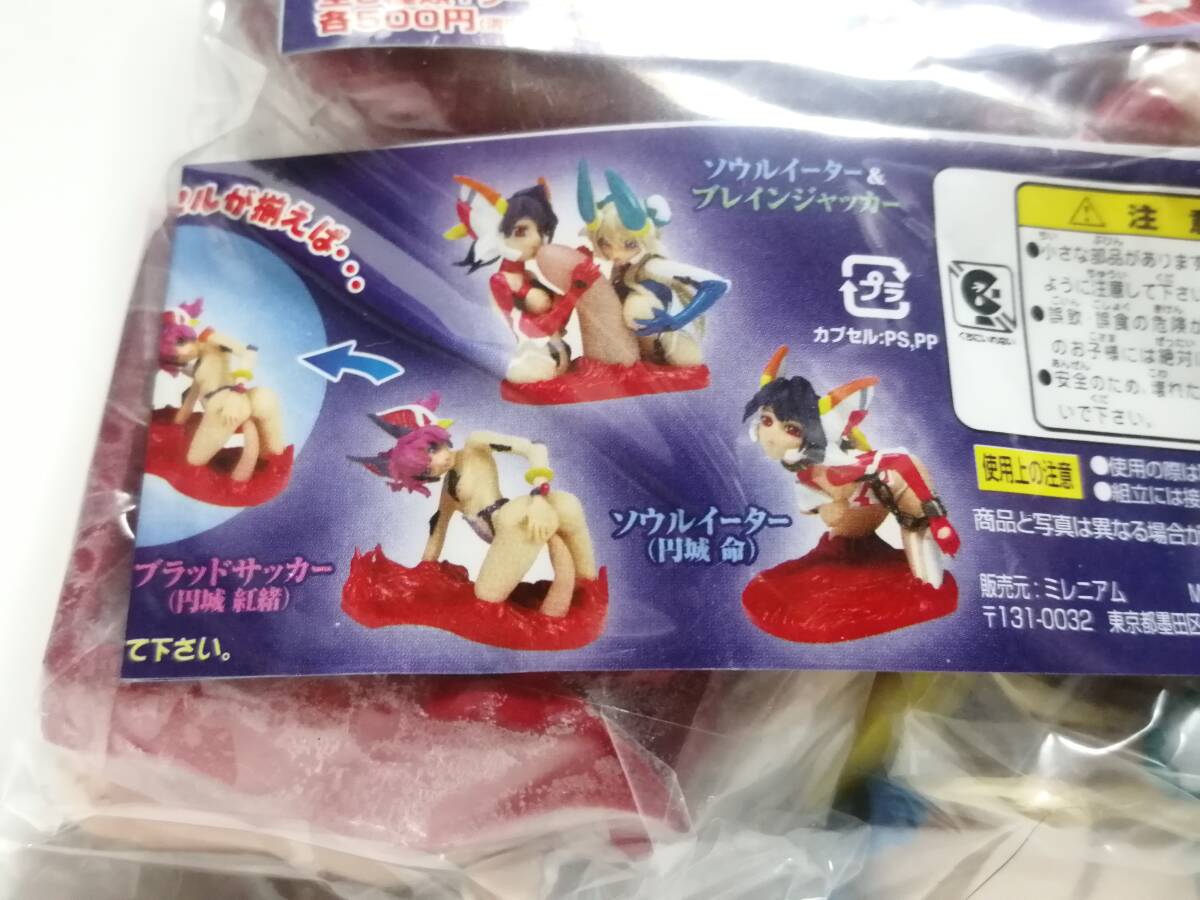 各500円
セルが揃えば・・・
ソウルイーター&
ブレインジャッカー
プラ
カプセル:PS,PP
ブラッドサッカー
(円城 紅緒)
て下さい。
ソウルイーター
(円城 命)
注 意
●小さな部品があります
ように注意して下さい
●誤飲・誤食の危険が
のお子様には絶対
●安全のため、壊れた
いで下さい。
使用上の注意
●使用の際は
●組立には接
商品と写真は異なる場合が
販売元:ミレニアム
〒131-0032 東京都墨田区